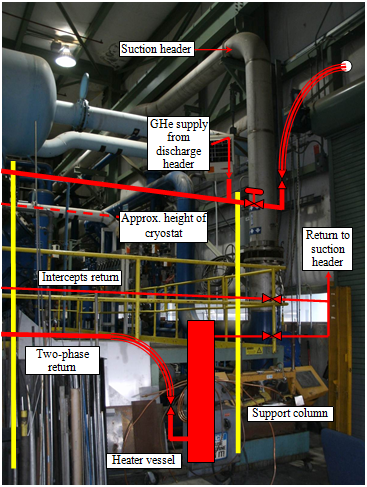 Suction header
GHe supply
from
discharge
header
Approx. height of
cryostat
Return to
suction
header
Intercepts return
Two-phase
return
Support column
Heater vessel